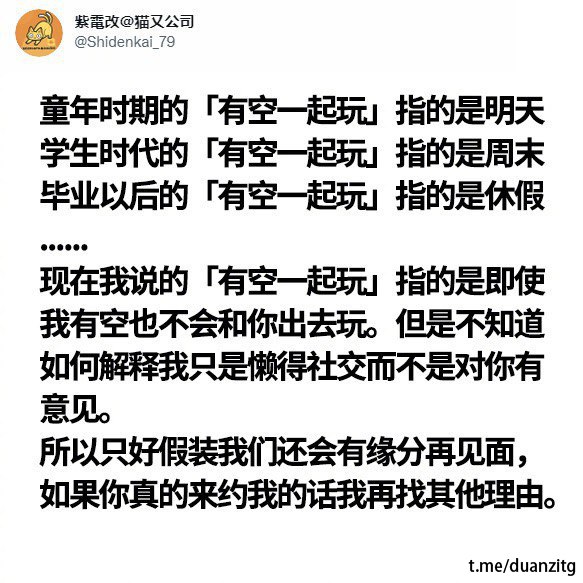 紫電改@猫又公司
@Shidenkai_79
童年时期的「有空一起玩」指的是明天
学生时代的「有空一起玩」指的是周末
毕业以后的「有空一起玩」指的是休假
......
现在我说的「有空一起玩」指的是即使
我有空也不会和你出去玩。但是不知道
如何解释我只是懒得社交而不是对你有
意见。
所以只好假装我们还会有缘分再见面，
如果你真的来约我的话我再找其他理由。
t.me/duanzitg